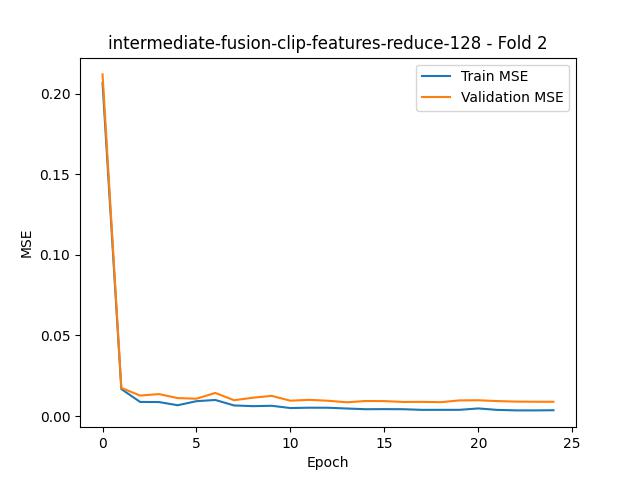 intermediate-fusion-clip-features-reduce-128 - Fold 2
Train MSE
Validation MSE
0.20
0.15
0.10
0.05
0.00
MSE
0 5 10 15 20 25
Epoch